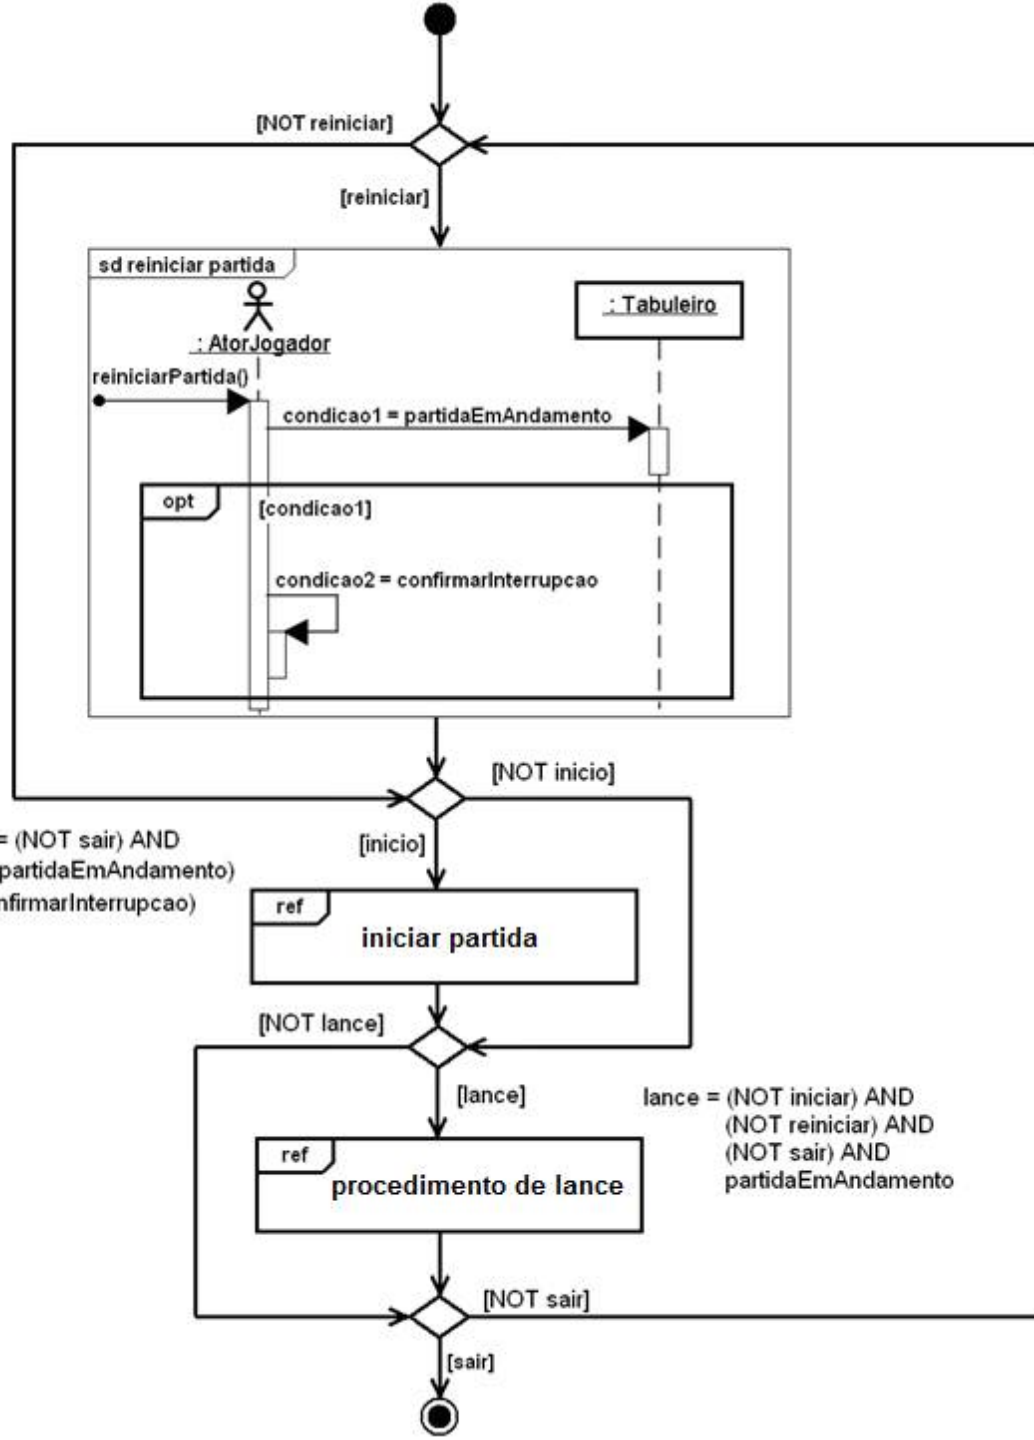 [NOT reiniciar]
[reiniciar]
sd reiniciar partida
: AtorJogador
: Tabuleiro
reiniciarPartida()
condicao1 = partidaEmAndamento
opt
[condicao1]
condicao2 = confirmarInterrupcao
[NOT inicio]
= (NOT sair) AND
partidaEmAndamento)
nfirmarInterrupcao)
[inicio]
ref
iniciar partida
[NOT lance]
[lance]
lance = (NOT iniciar) AND
(NOT reiniciar) AND
(NOT sair) AND
partidaEmAndamento
ref
procedimento de lance
[NOT sair]
[sair]